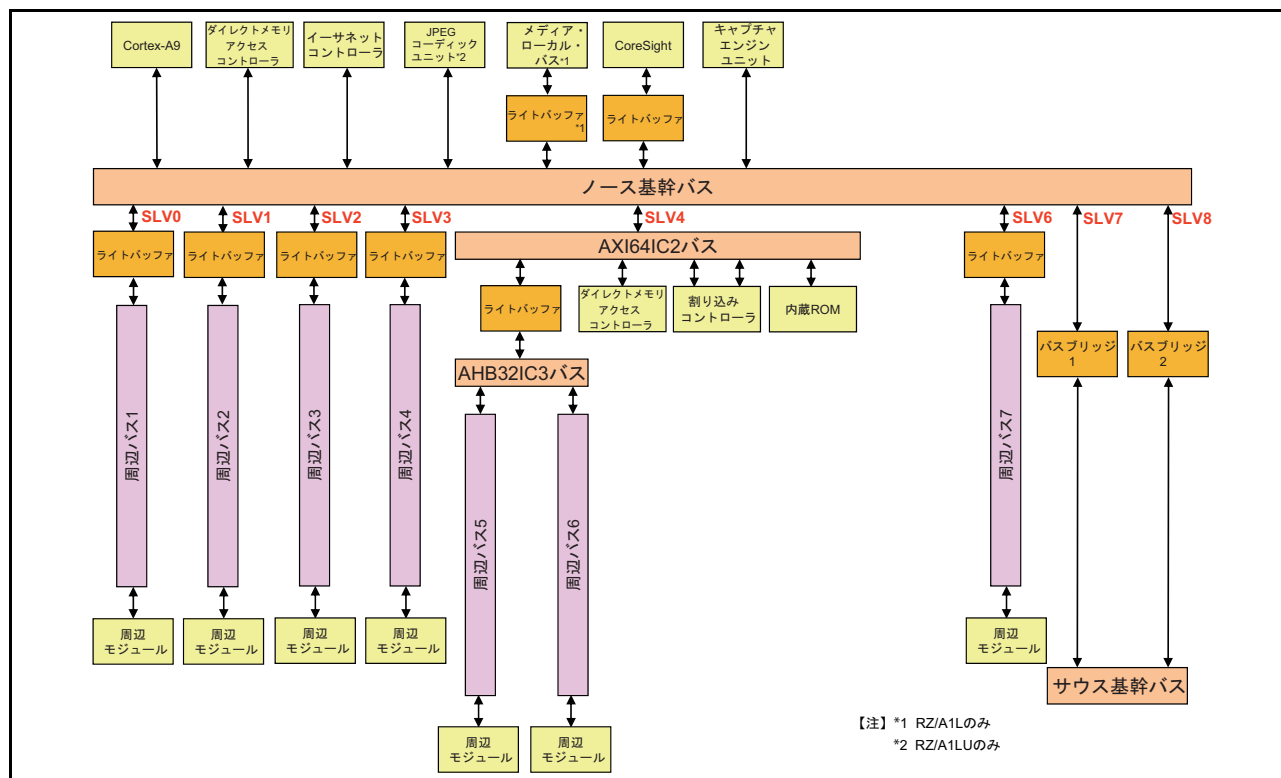 Cortex-A9
ダイレクトメモリ
アクセス
コントローラ
イーサネット
コントローラ
JPEG
コーディック
ユニット*2
メディア・
ローカル・
バス*1
CoreSight
キャプチャ
エンジン
ユニット
ライトバッファ
*1
ライトバッファ
ノース基幹バス
SLV0
SLV1
SLV2
SLV3
SLV4
SLV6
SLV7
SLV8
ライトバッファ
ライトバッファ
ライトバッファ
ライトバッファ
AXI64IC2バス
ライトバッファ
ライトバッファ
ダイレクトメモリ
アクセス
コントローラ
割り込み
コントローラ
内蔵ROM
バスブリッジ
1
バスブリッジ
2
AHB32IC3バス
周辺バス1
周辺バス2
周辺バス3
周辺バス4
周辺バス5
周辺バス6
周辺バス7
周辺
モジュール
周辺
モジュール
周辺
モジュール
周辺
モジュール
周辺
モジュール
サウス基幹バス
周辺
モジュール
周辺
モジュール
【注】*1 RZ/A1Lのみ
*2 RZ/A1LUのみ